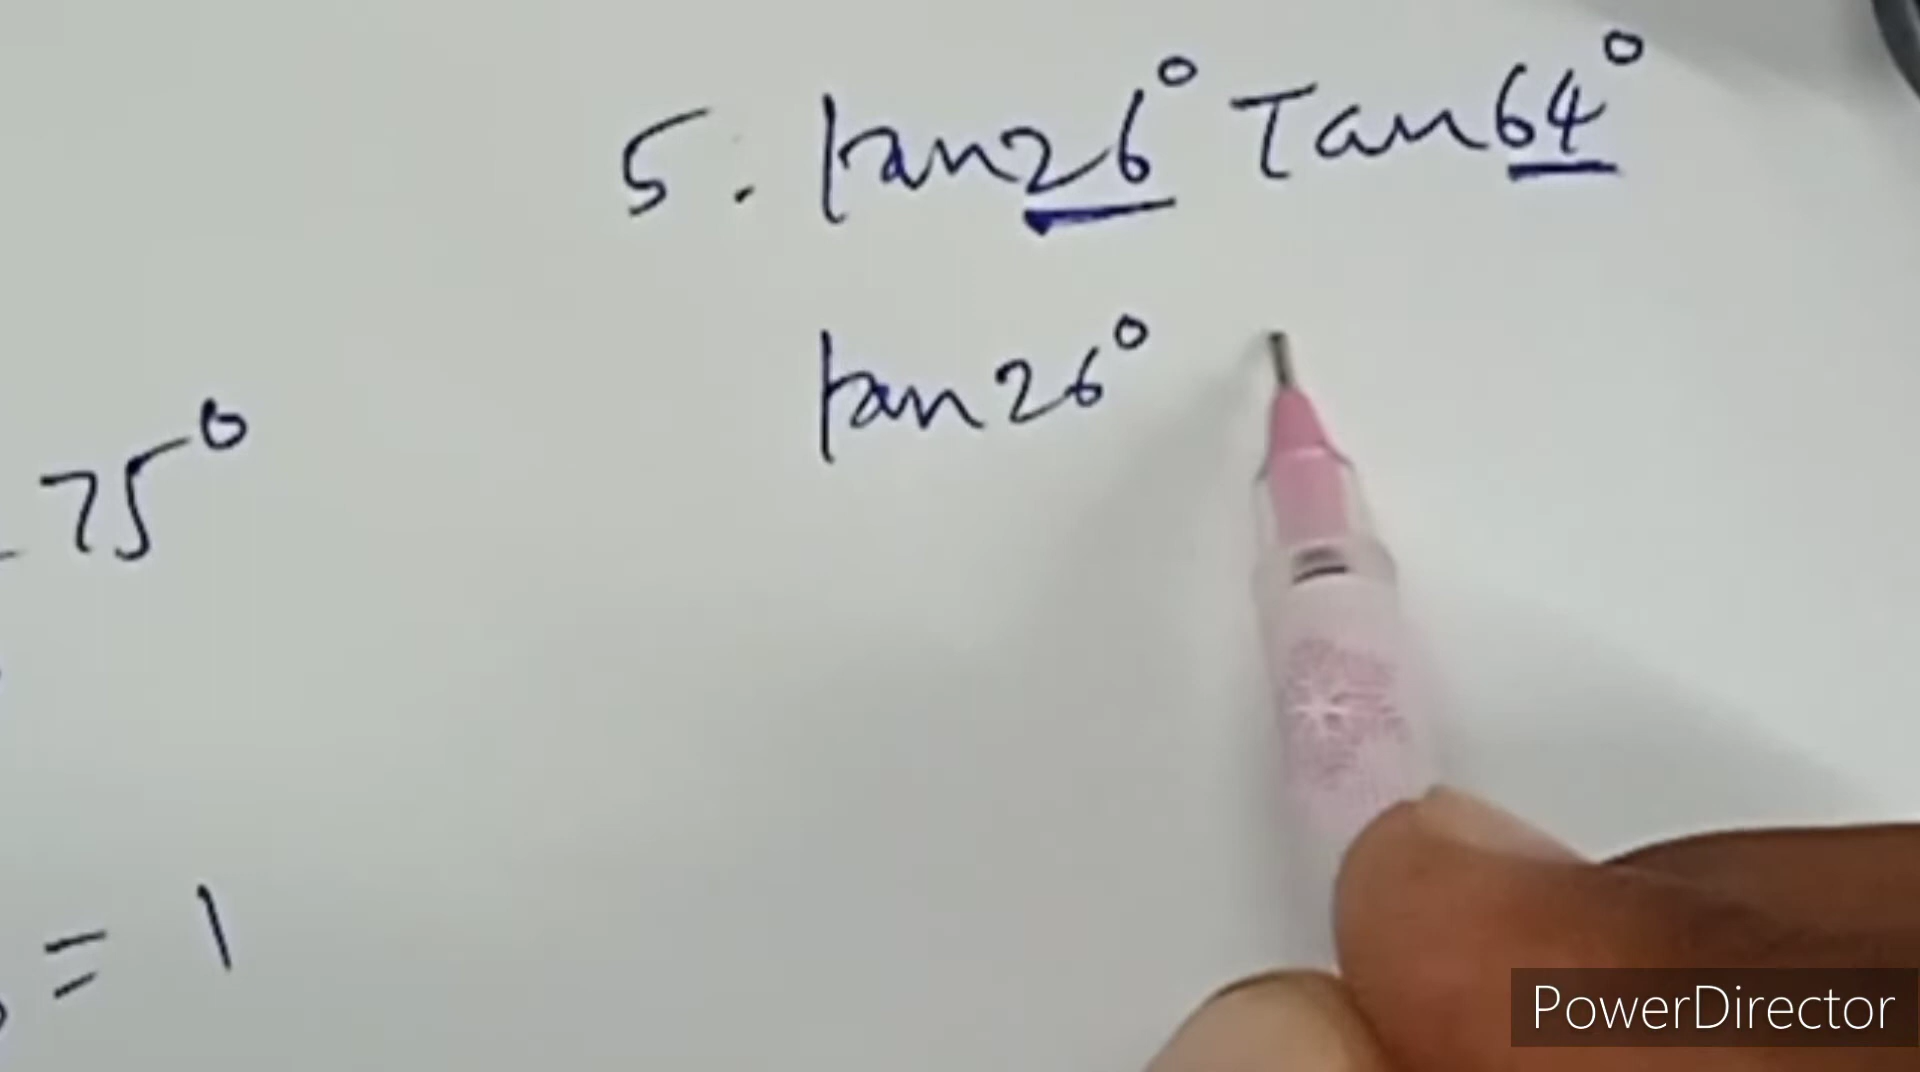 5. tan26° Tan64°
tan26°
75°
= 1
PowerDirector